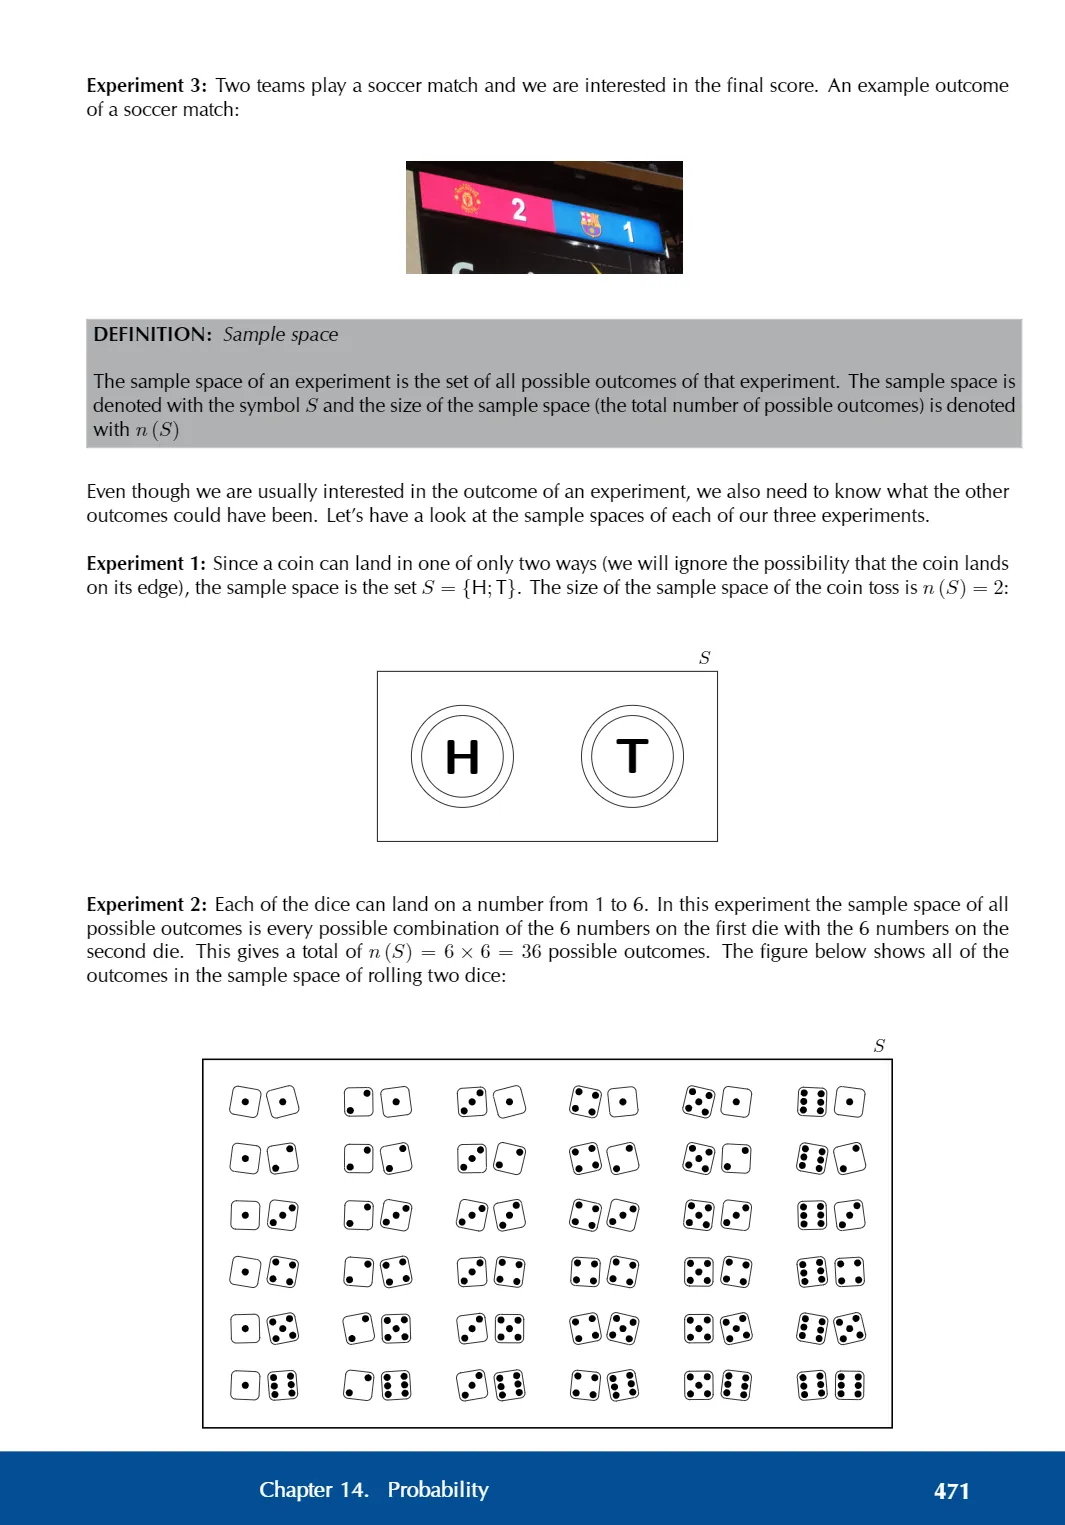 Experiment 3: Two teams play a soccer match and we are interested in the final score. An example outcome
of a soccer match:
2
1
DEFINITION: Sample space
The sample space of an experiment is the set of all possible outcomes of that experiment. The sample space is
denoted with the symbol S and the size of the sample space (the total number of possible outcomes) is denoted
with n (S)
Even though we are usually interested in the outcome of an experiment, we also need to know what the other
outcomes could have been. Let's have a look at the sample spaces of each of our three experiments.
Experiment 1: Since a coin can land in one of only two ways (we will ignore the possibility that the coin lands
on its edge), the sample space is the set S = {H; T}. The size of the sample space of the coin toss is n (S) = 2:
S
H T
Experiment 2: Each of the dice can land on a number from 1 to 6. In this experiment the sample space of all
possible outcomes is every possible combination of the 6 numbers on the first die with the 6 numbers on the
second die. This gives a total of n (S) = 6 × 6 = 36 possible outcomes. The figure below shows all of the
outcomes in the sample space of rolling two dice:
S
Chapter 14. Probability
471